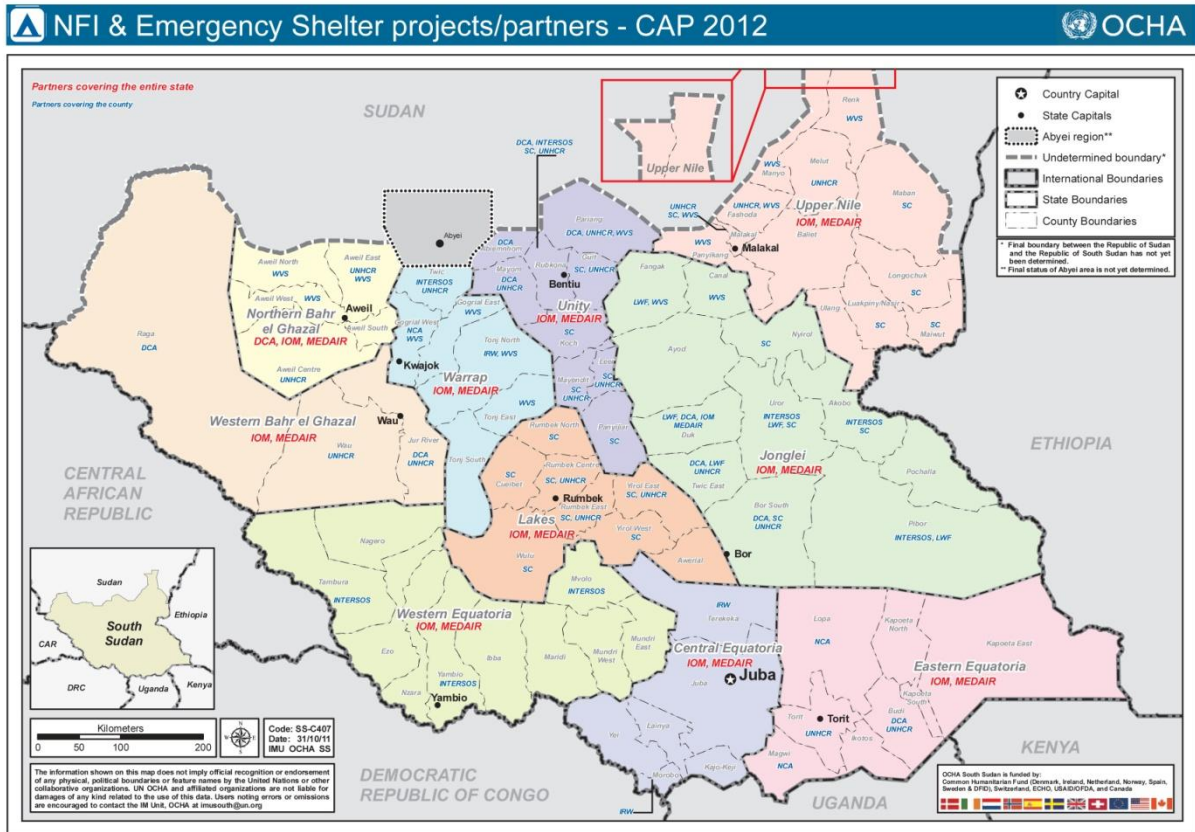 NFI & Emergency Shelter projects/partners - CAP 2012
OCHA
Partners covering the entire state
Partners covering the county
SUDAN
DCA, INTERSOS
SC, UNHCR
Upper Nile
Country Capital
State Capitals
Abyei region**
Undetermined boundary*
International Boundaries
State Boundaries
County Boundaries
* Final boundary between the Republic of Sudan
and the Republic of South Sudan has not yet
been determined.
** Final status of Abyei area is not yet determined.
Renk
WVS
WVS
Manyo
Melut
UNHCR
Maban
SC
UNHCR, WVS
Fashoda
UNHCR
SC, WVS
Upper Nile
IOM, MEDAIR
Malakal
Malakal
Baliet
WVS
Panyikang
Longochuk
SC
Ulang
Luakpiny/Nasir
SC
SC
Maiwut
Abyei
Pariang
DCA, UNHCR, WVS
DCA
Abiemnhom
Mayom
DCA
UNHCR
Rubkona
Guit
SC, UNHCR
Bentiu
Unity
IOM, MEDAIR
SC
Koch
Leer
SC,
UNHCR
Mayendit
SC
UNHCR
Panyijiar
SC
Aweil North
WVS
Aweil East
UNHCR
WVS
Aweil West
WVS
Aweil
Northern Bahr
el Ghazal
DCA, IOM, MEDAIR
Aweil South
Aweil Centre
UNHCR
Raga
DCA
Twic
INTERSOS
UNHCR
Gogrial East
WVS
Gogrial West
NCA
WVS
Kwajok
Tonj North
IRW, WVS
Warrap
IOM, MEDAIR
WVS
Tonj East
Tonj South
Western Bahr el Ghazal
IOM, MEDAIR
Wau
Wau
UNHCR
Jur River
DCA
UNHCR
Fangak
LWF, WVS
Canal
WVS
Nyirol
SC
Ayod
Uror
INTERSOS
LWF, SC
Akobo
INTERSOS
SC
LWF, DCA, IOM
MEDAIR
Duk
Jonglei
IOM, MEDAIR
Pochalla
DCA, LWF
UNHCR
Twic East
Bor South
DCA, SC
UNHCR
Pibor
INTERSOS, LWF
Bor
Rumbek North
SC
Rumbek Centre
SC, UNHCR
SC
Cueibet
Rumbek
Rumbek East
SC, UNHCR
Yirol East
SC, UNHCR
Yirol West
SC
Lakes
IOM, MEDAIR
Wulu
SC
Awerial
CENTRAL
AFRICAN
REPUBLIC
ETHIOPIA
Nagero
Tambura
INTERSOS
Mvolo
INTERSOS
Western Equatoria
IOM, MEDAIR
Ezo
Ibba
Maridi
Mundri
West
Mundri
East
Yambio
INTERSOS
Nzara
Yambio
IRW
Terekeka
Central Equatoria
IOM, MEDAIR
Juba
Juba
Lainya
Yei
Kajo-Keji
Morobo
IRW
Lopa
NCA
Kapoeta
North
Kapoeta East
Eastern Equatoria
IOM, MEDAIR
Kapoeta
South
Budi
DCA
UNHCR
Torit
Torit
UNHCR
Ikotos
Magwi
NCA
KENYA
UGANDA
DEMOCRATIC
REPUBLIC OF CONGO
Sudan
Ethiopia
South
Sudan
CAR
DRC
Uganda
Kenya
Kilometers
0 50 100 200
Code: SS-C407
Date: 31/10/11
IMU OCHA SS
The information shown on this map does not imply official recognition or endorsement
of any physical, political boundaries or feature names by the United Nations or other
collaborative organizations. UN OCHA and affiliated organizations are not liable for
damages of any kind related to the use of this data. Users noting errors or omissions
are encouraged to contact the IM Unit, OCHA at imusouth@un.org
OCHA South Sudan is funded by:
Common Humanitarian Fund (Denmark, Ireland, Netherland, Norway, Spain,
Sweden & DFID), Switzerland, ECHO, USAID/OFDA, and Canada